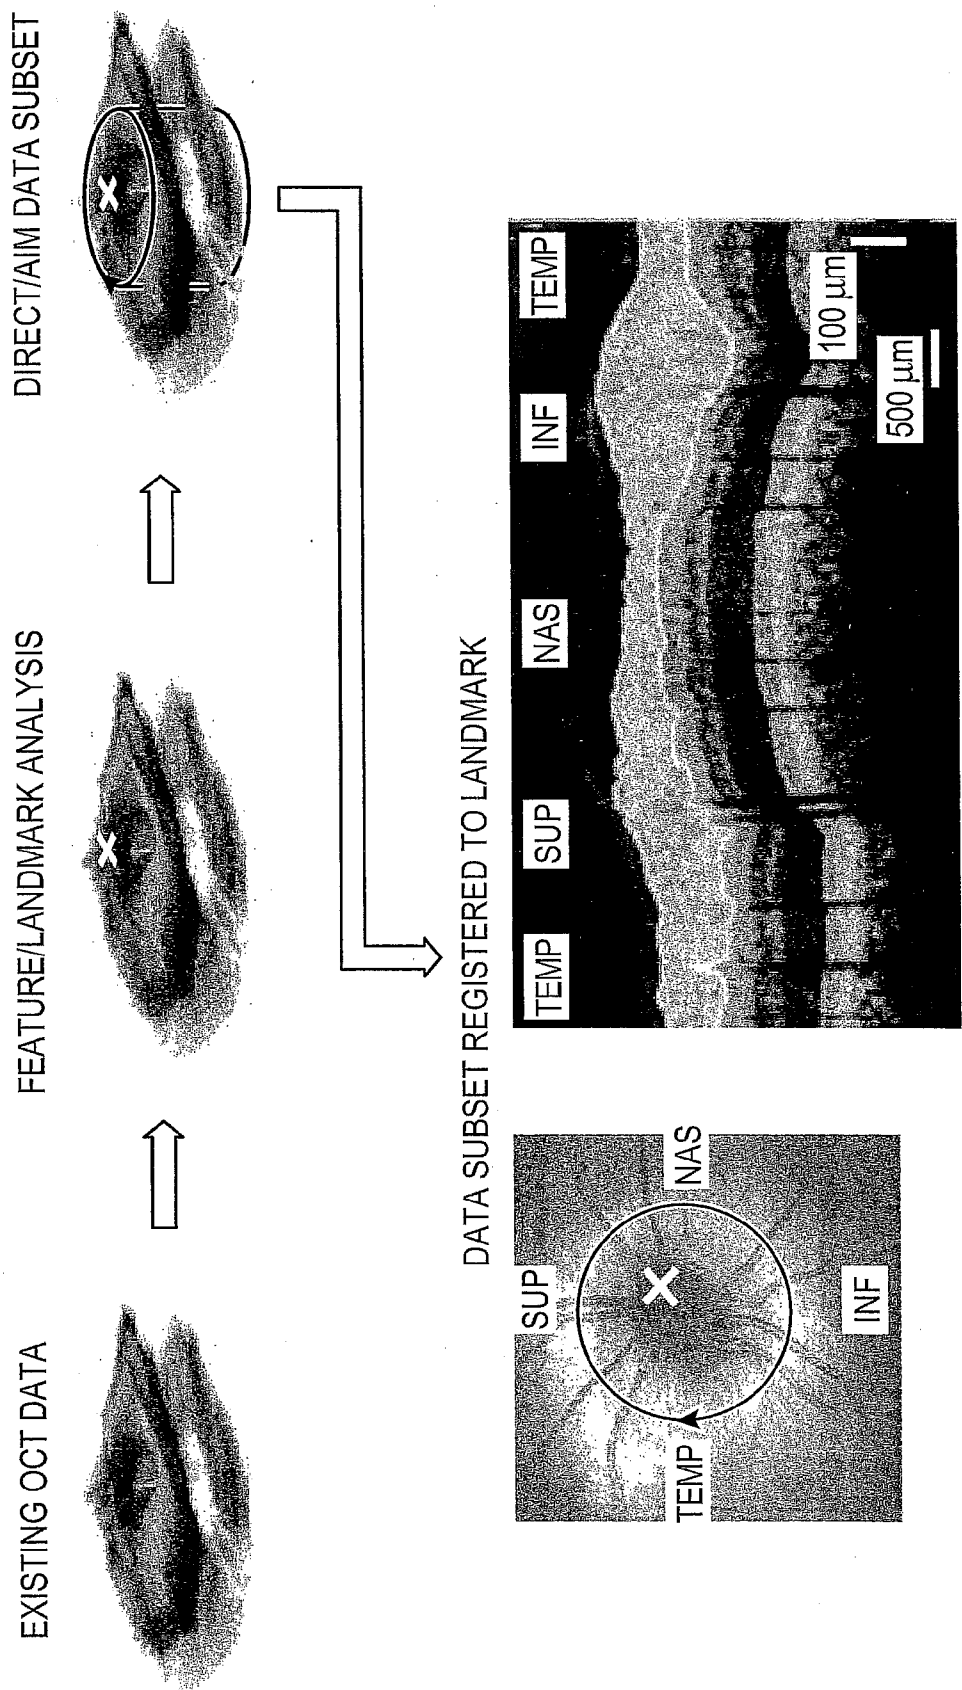 EXISTING OCT DATA
FEATURE/LANDMARK ANALYSIS
DIRECT/AIM DATA SUBSET
DATA SUBSET REGISTERED TO LANDMARK
SUP
TEMP
NAS
INF
TEMP
SUP
NAS
INF
TEMP
100 μm
500 μm